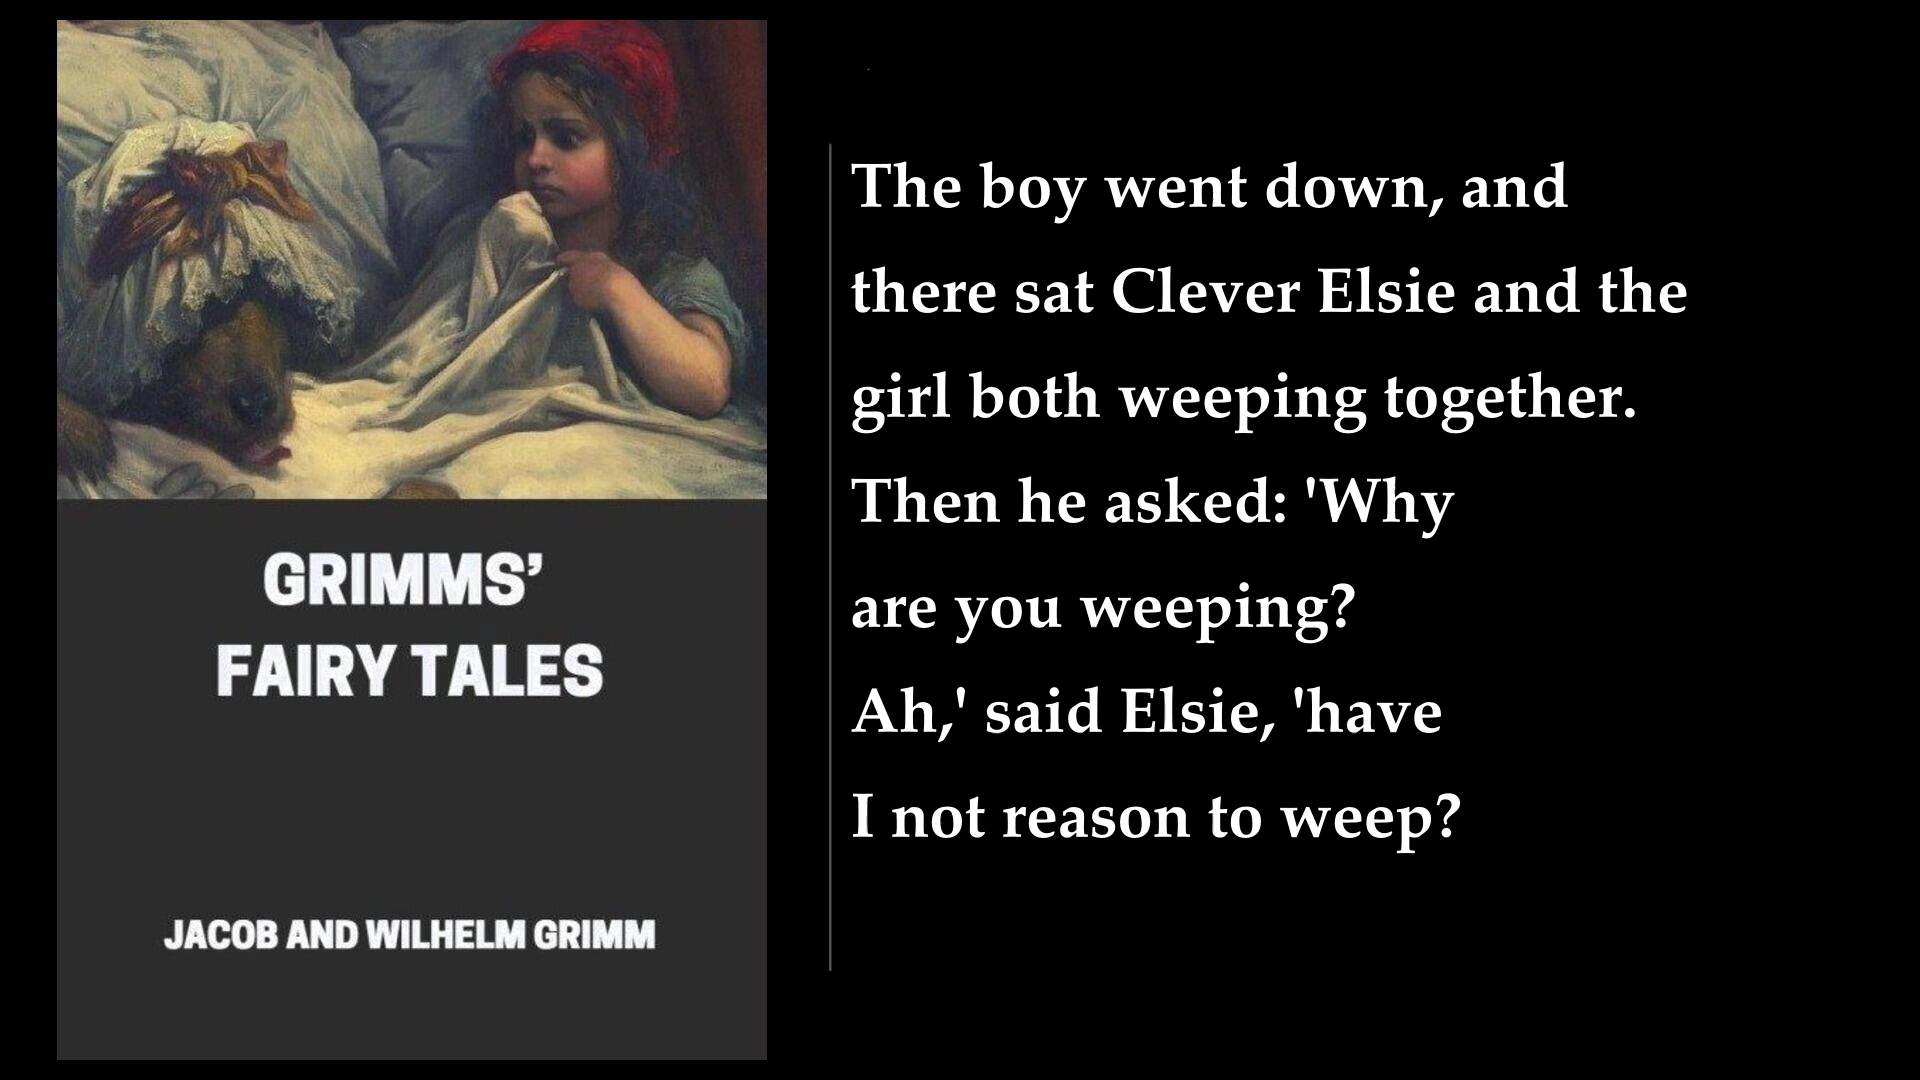 GRIMMS’
FAIRY TALES
JACOB AND WILHELM GRIMM
The boy went down, and
there sat Clever Elsie and the
girl both weeping together.
Then he asked: 'Why
are you weeping?
Ah,' said Elsie, 'have
I not reason to weep?